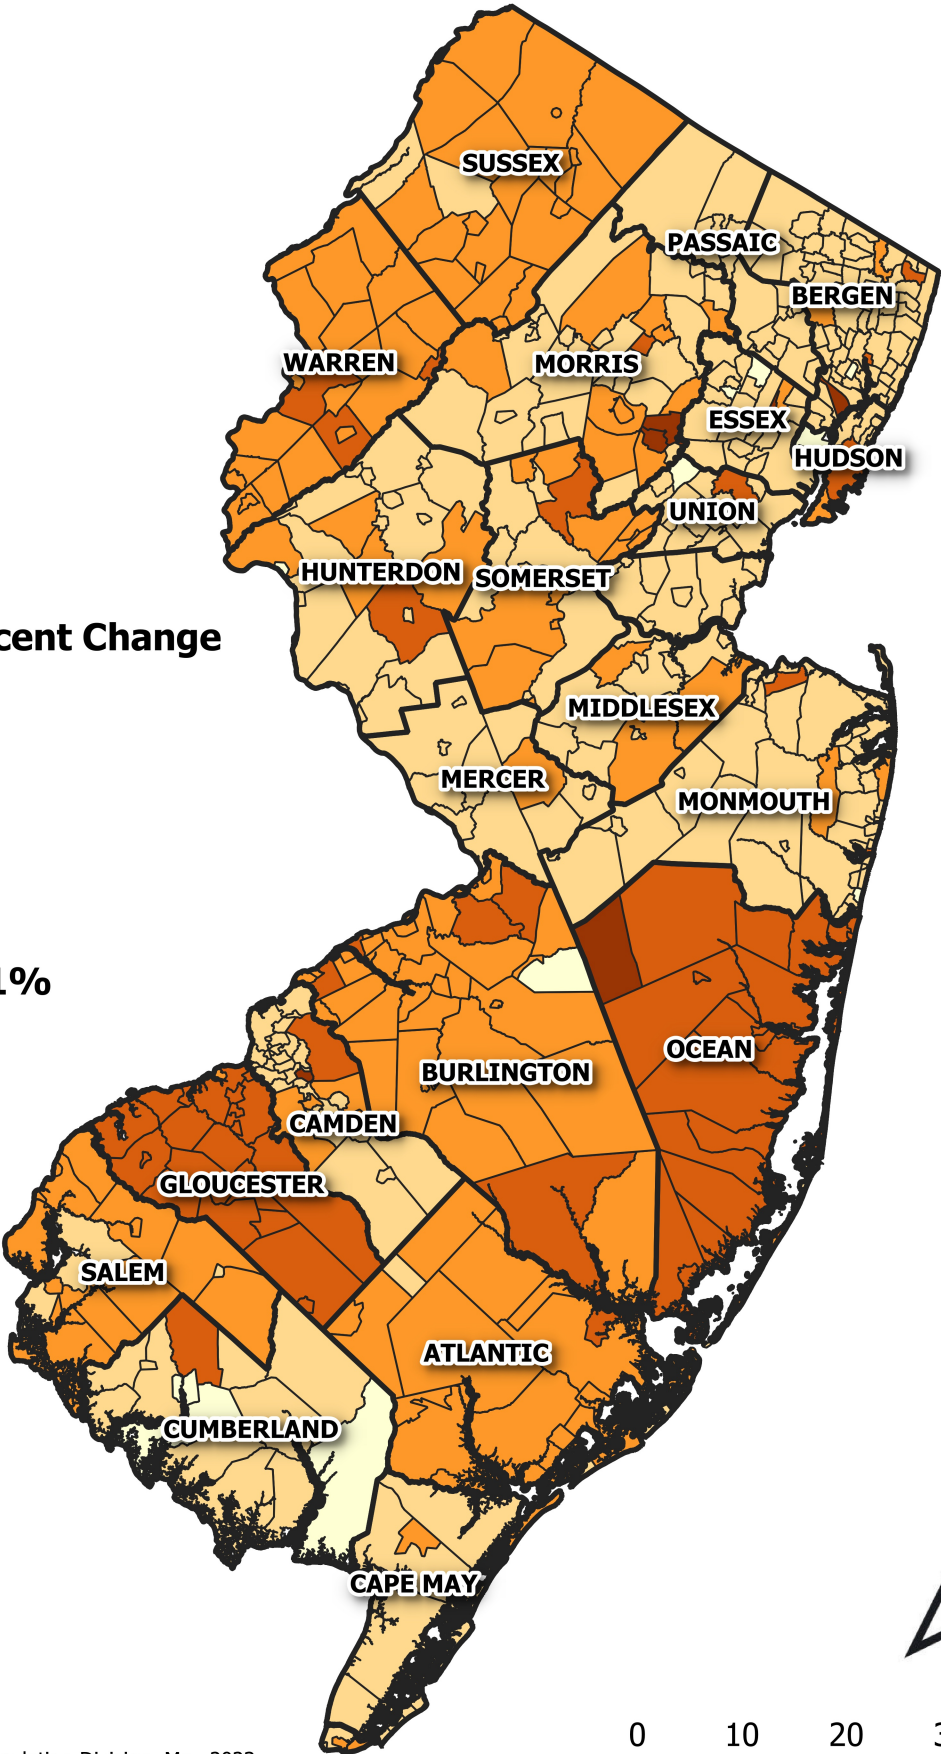 SUSSEX
PASSAIC
BERGEN
WARREN
MORRIS
ESSEX
HUDSON
UNION
HUNTERDON
SOMERSET
cent Change
MIDDLESEX
MERCER
MONMOUTH
1%
OCEAN
BURLINGTON
CAMDEN
GLOUCESTER
SALEM
ATLANTIC
CUMBERLAND
CAPE MAY
0 10 20